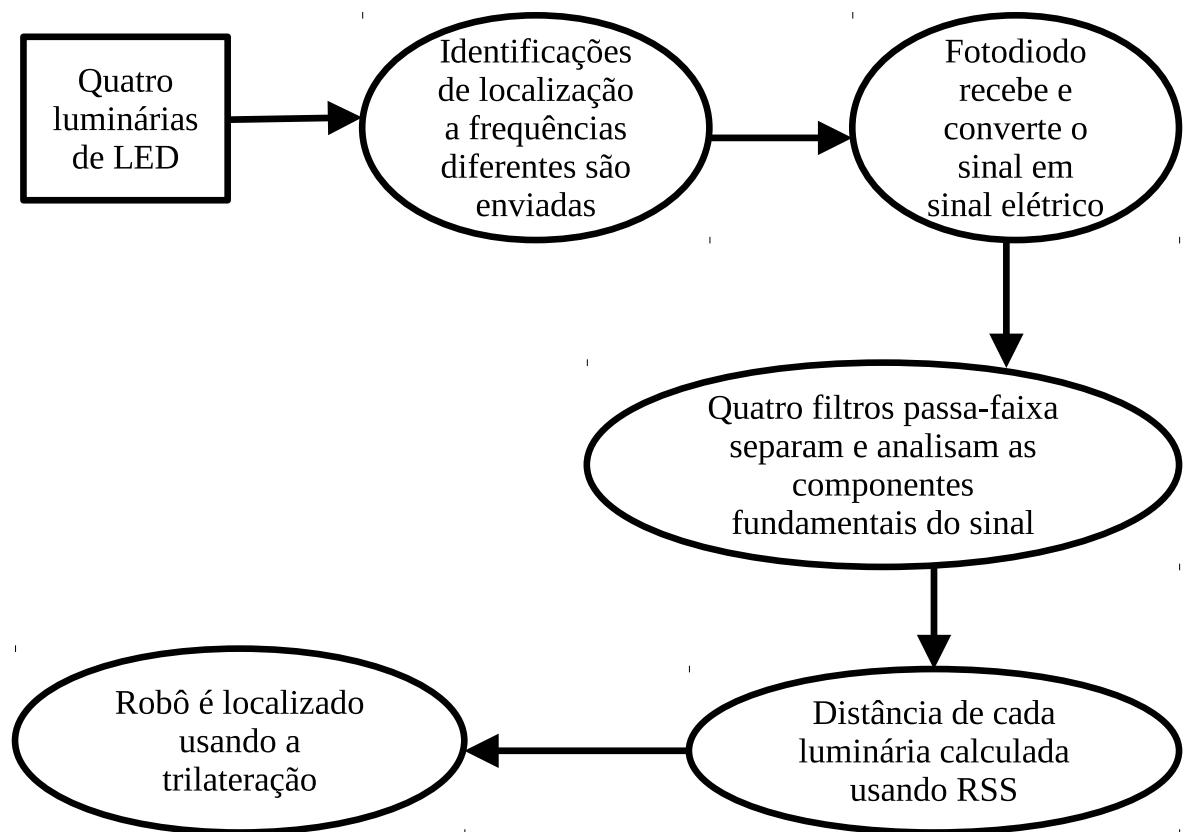 Quatro
luminárias
de LED
Identificações
de localização
a frequências
diferentes são
enviadas
Fotodiodo
recebe e
converte o
sinal em
sinal elétrico
Quatro filtros passa-faixa
separam e analisam as
componentes
fundamentais do sinal
Distância de cada
luminária calculada
usando RSS
Robô é localizado
usando a
trilateração